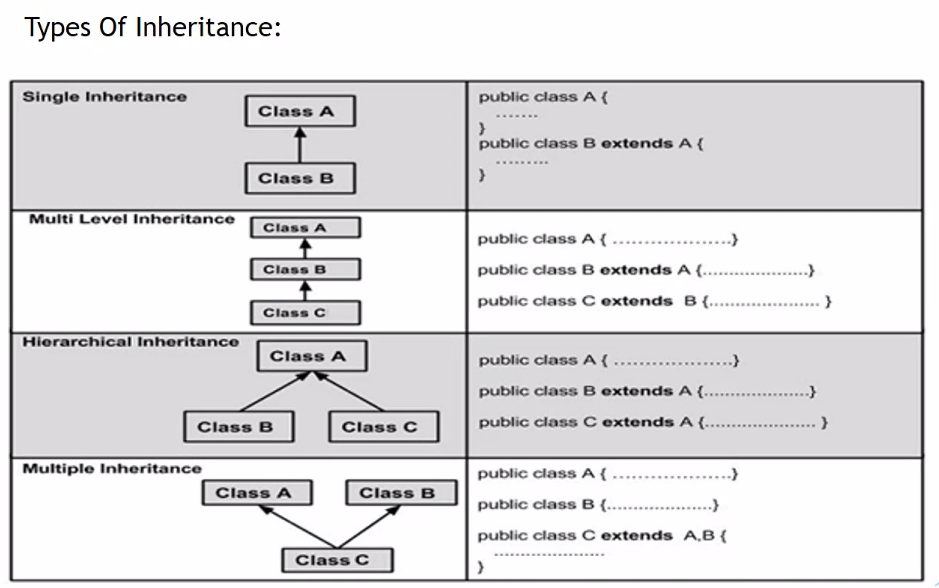 Types Of Inheritance:
Single Inheritance
Class A
Class B
public class A {
.......
}
public class B extends A {
.........
}
Multi Level Inheritance
Class A
Class B
Class C
public class A { ...................}
public class B extends A {....................}
public class C extends B {..................... }
Hierarchical Inheritance
Class A
Class B
Class C
public class A { ...................}
public class B extends A {....................}
public class C extends A {..................... }
Multiple Inheritance
Class A
Class B
Class C
public class A { ...................}
public class B {....................}
public class C extends A,B {
.....................
}